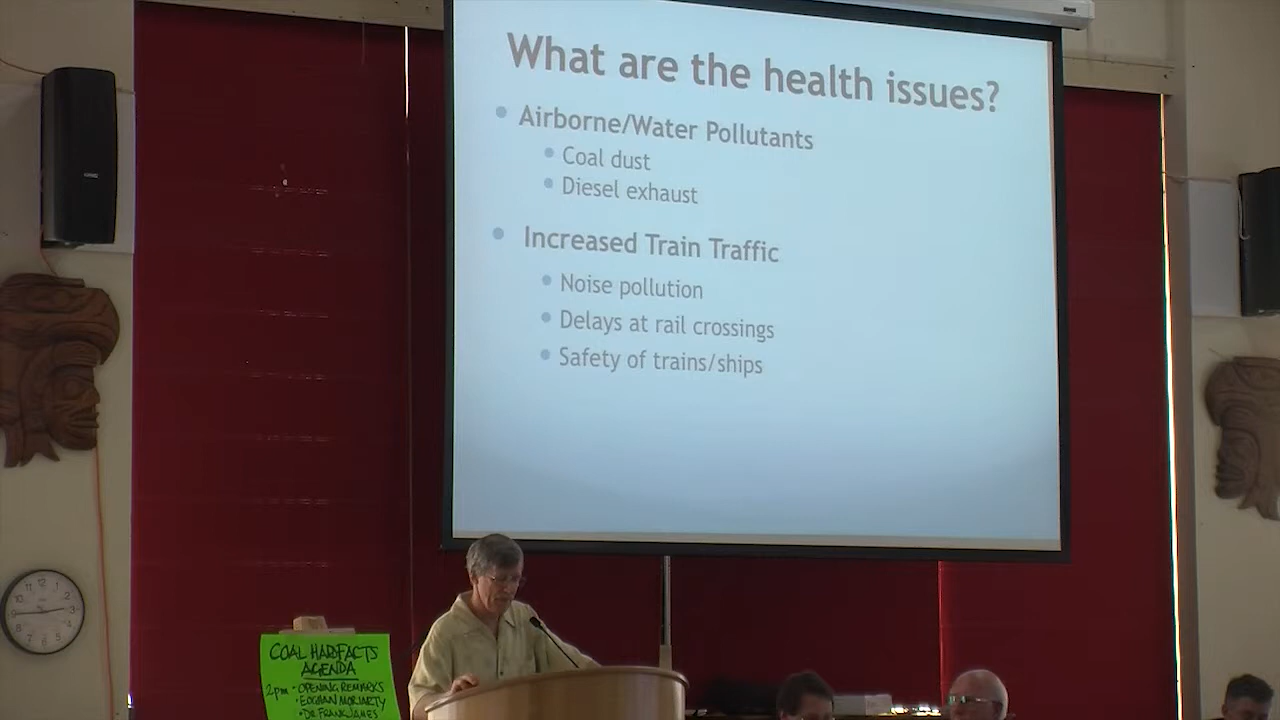 What are the health issues?
Airborne/Water Pollutants
Coal dust
Diesel exhaust
Increased Train Traffic
Noise pollution
Delays at rail crossings
Safety of trains/ships
COAL HARD FACTS
AGENDA
2pm • OPENING REMARKS
• EOGHAN MORIARTY
• DR. FRANK JAMES